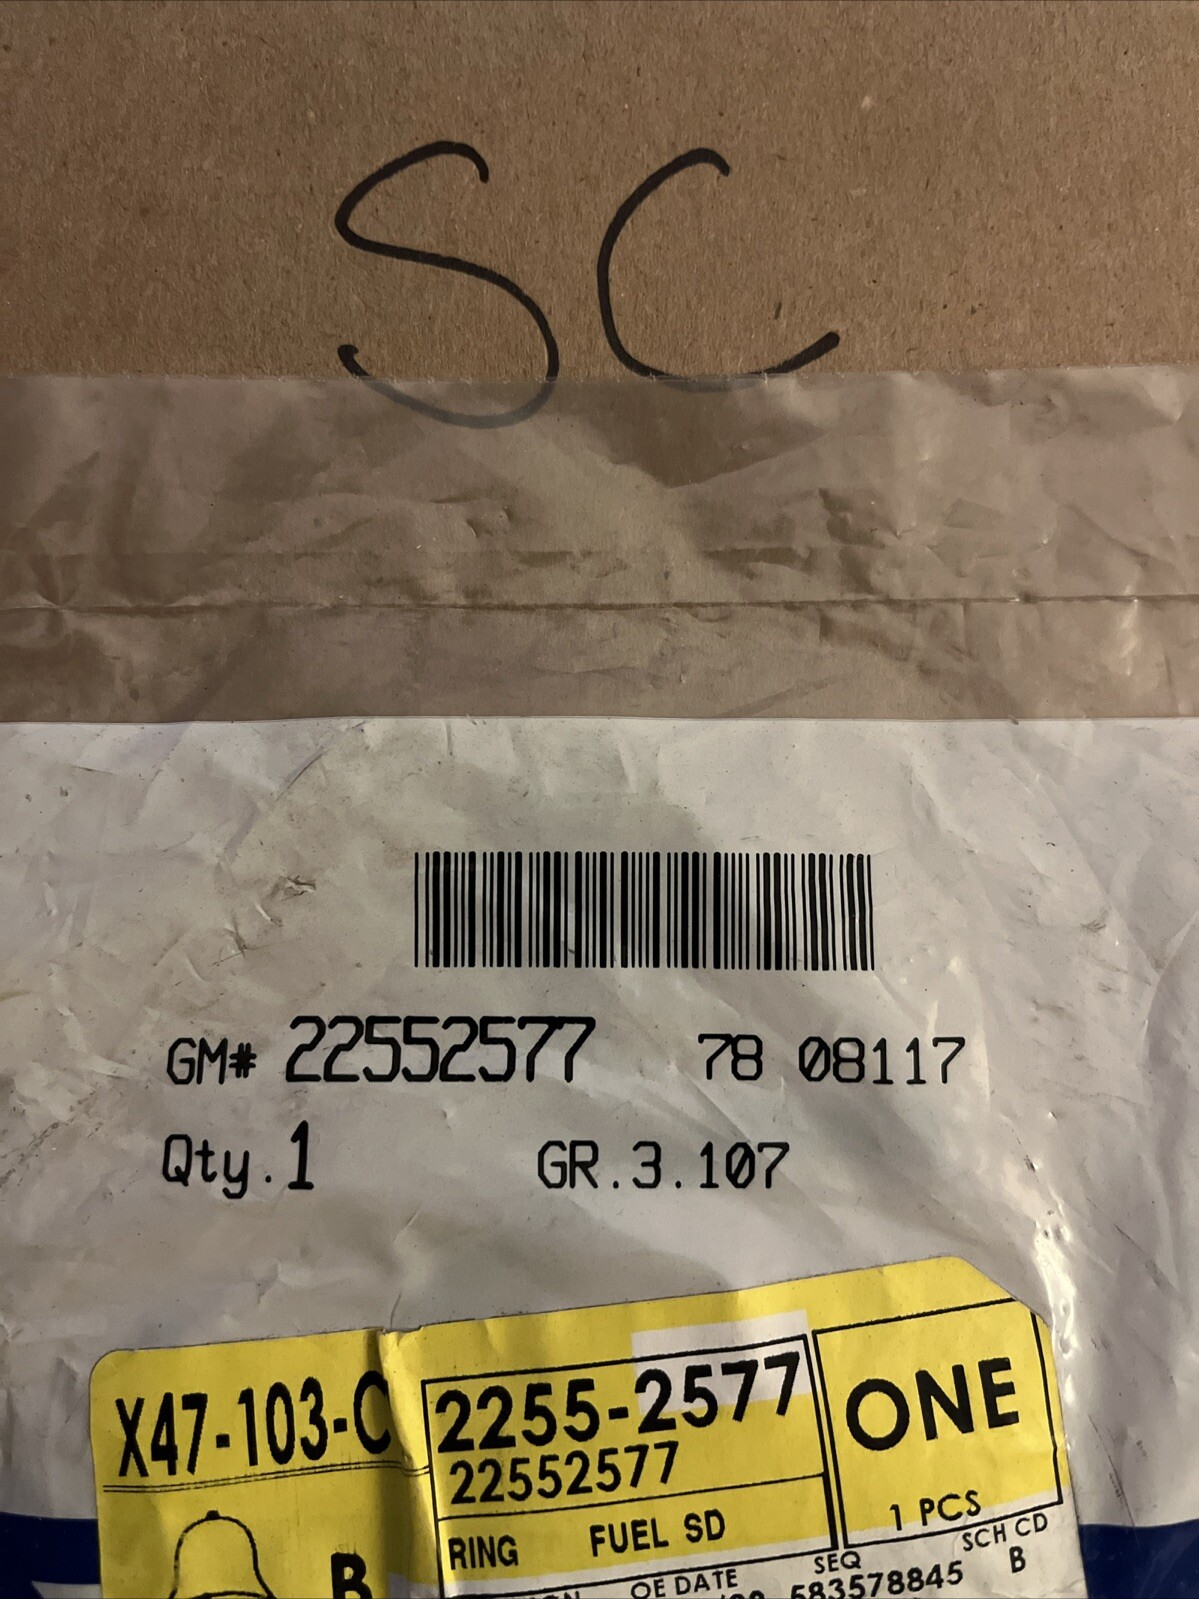 SC
GM# 22552577 78 08117
Qty.1 GR.3.107
X47-103-C
2255-2577
22552577
ONE
1 PCS
RING FUEL SD
B
OE DATE
SEQ
583578845
SCH CD
B